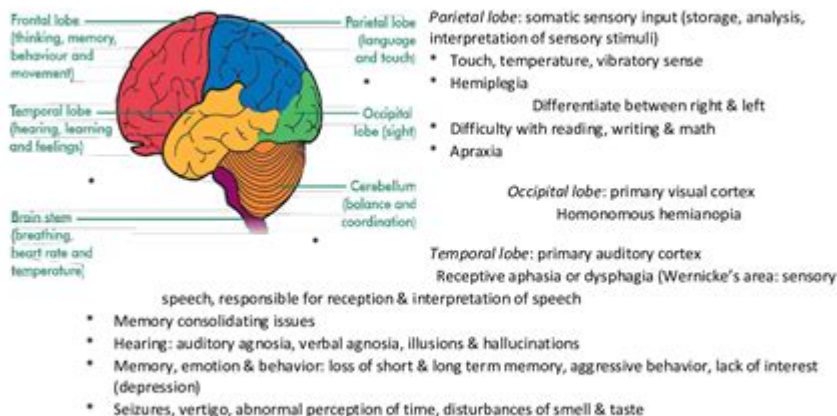 Frontal lobe
(thinking, memory,
behaviour and
movement)
Temporal lobe
(hearing, learning
and feelings)
*
Brain stem
(breathing,
heart rate and
temperature)
Parietal lobe
(language
and touch)
*
Occipital
lobe (sight)
Cerebellum
(balance and
coordination)
*
Parietal lobe: somatic sensory input (storage, analysis,
interpretation of sensory stimuli)
* Touch, temperature, vibratory sense
* Hemiplegia
Differentiate between right & left
* Difficulty with reading, writing & math
* Apraxia
Occipital lobe: primary visual cortex
Homonomous hemianopia
Temporal lobe: primary auditory cortex
Receptive aphasia or dysphagia (Wernicke's area: sensory
speech, responsible for reception & interpretation of speech
* Memory consolidating issues
* Hearing: auditory agnosia, verbal agnosia, illusions & hallucinations
* Memory, emotion & behavior: loss of short & long term memory, aggressive behavior, lack of interest
(depression)
* Seizures, vertigo, abnormal perception of time, disturbances of smell & taste